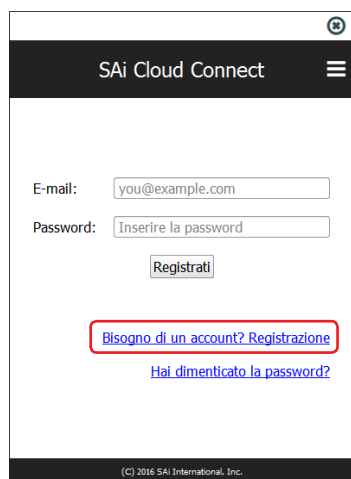 SAi Cloud Connect
E-mail: you@example.com
Password: Inserire la password
Registrati
Bisogno di un account? Registrazione
Hai dimenticato la password?
(C) 2016 SAi International, Inc.